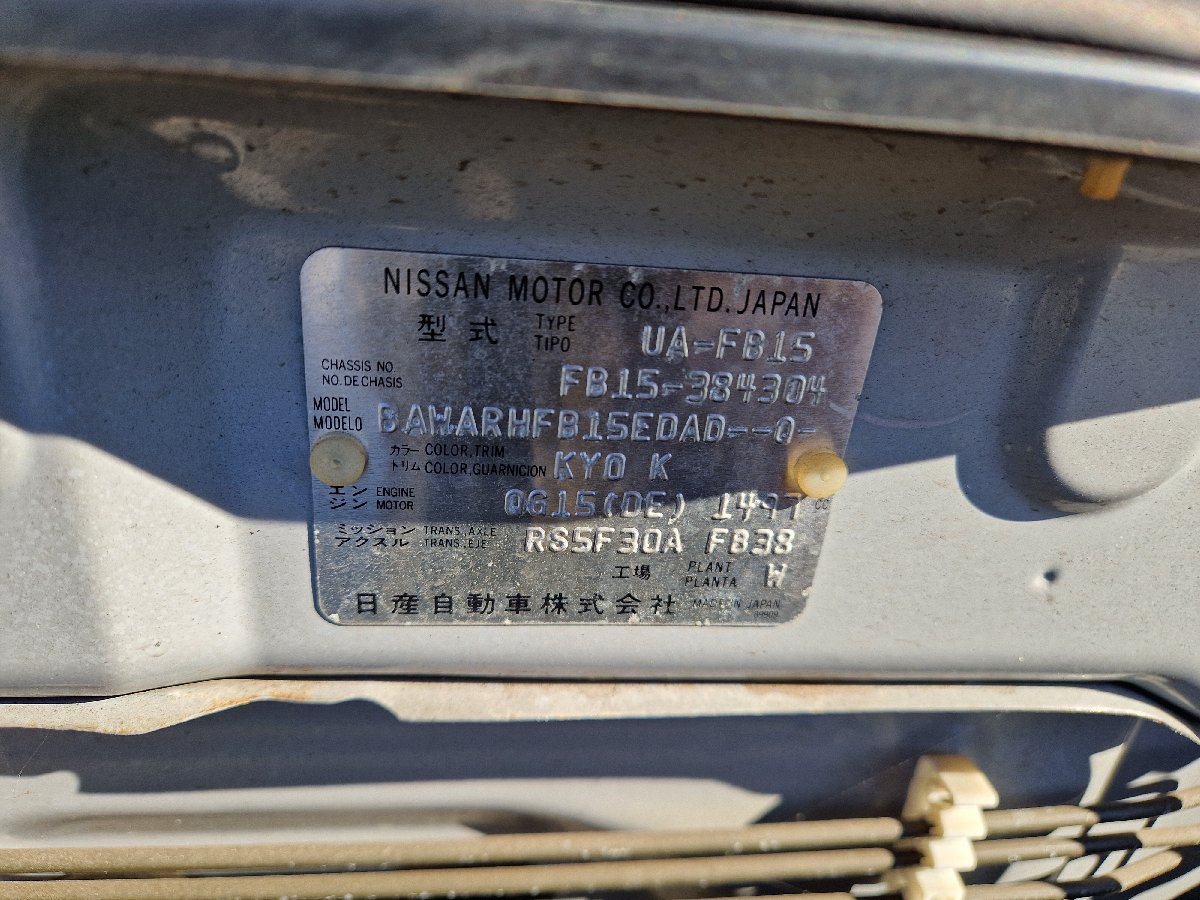 NISSAN MOTOR CO.,LTD. JAPAN
型式 TYPE TIPO UA-FB15
CHASSIS NO. NO. DE CHASIS FB15-384304
MODEL MODELO BAWARHFB15EDAD--0-
カラー COLOR, TRIM
トリム COLOR, GUARNICION KY0 K
エンジン ENGINE MOTOR QG15(DE) 1497 CC
ミッション TRANS., AXLE
アクスル TRANS., EJE RS5F30A FB38
工場 PLANT PLANTA W
日産自動車株式会社 MADE IN JAPAN